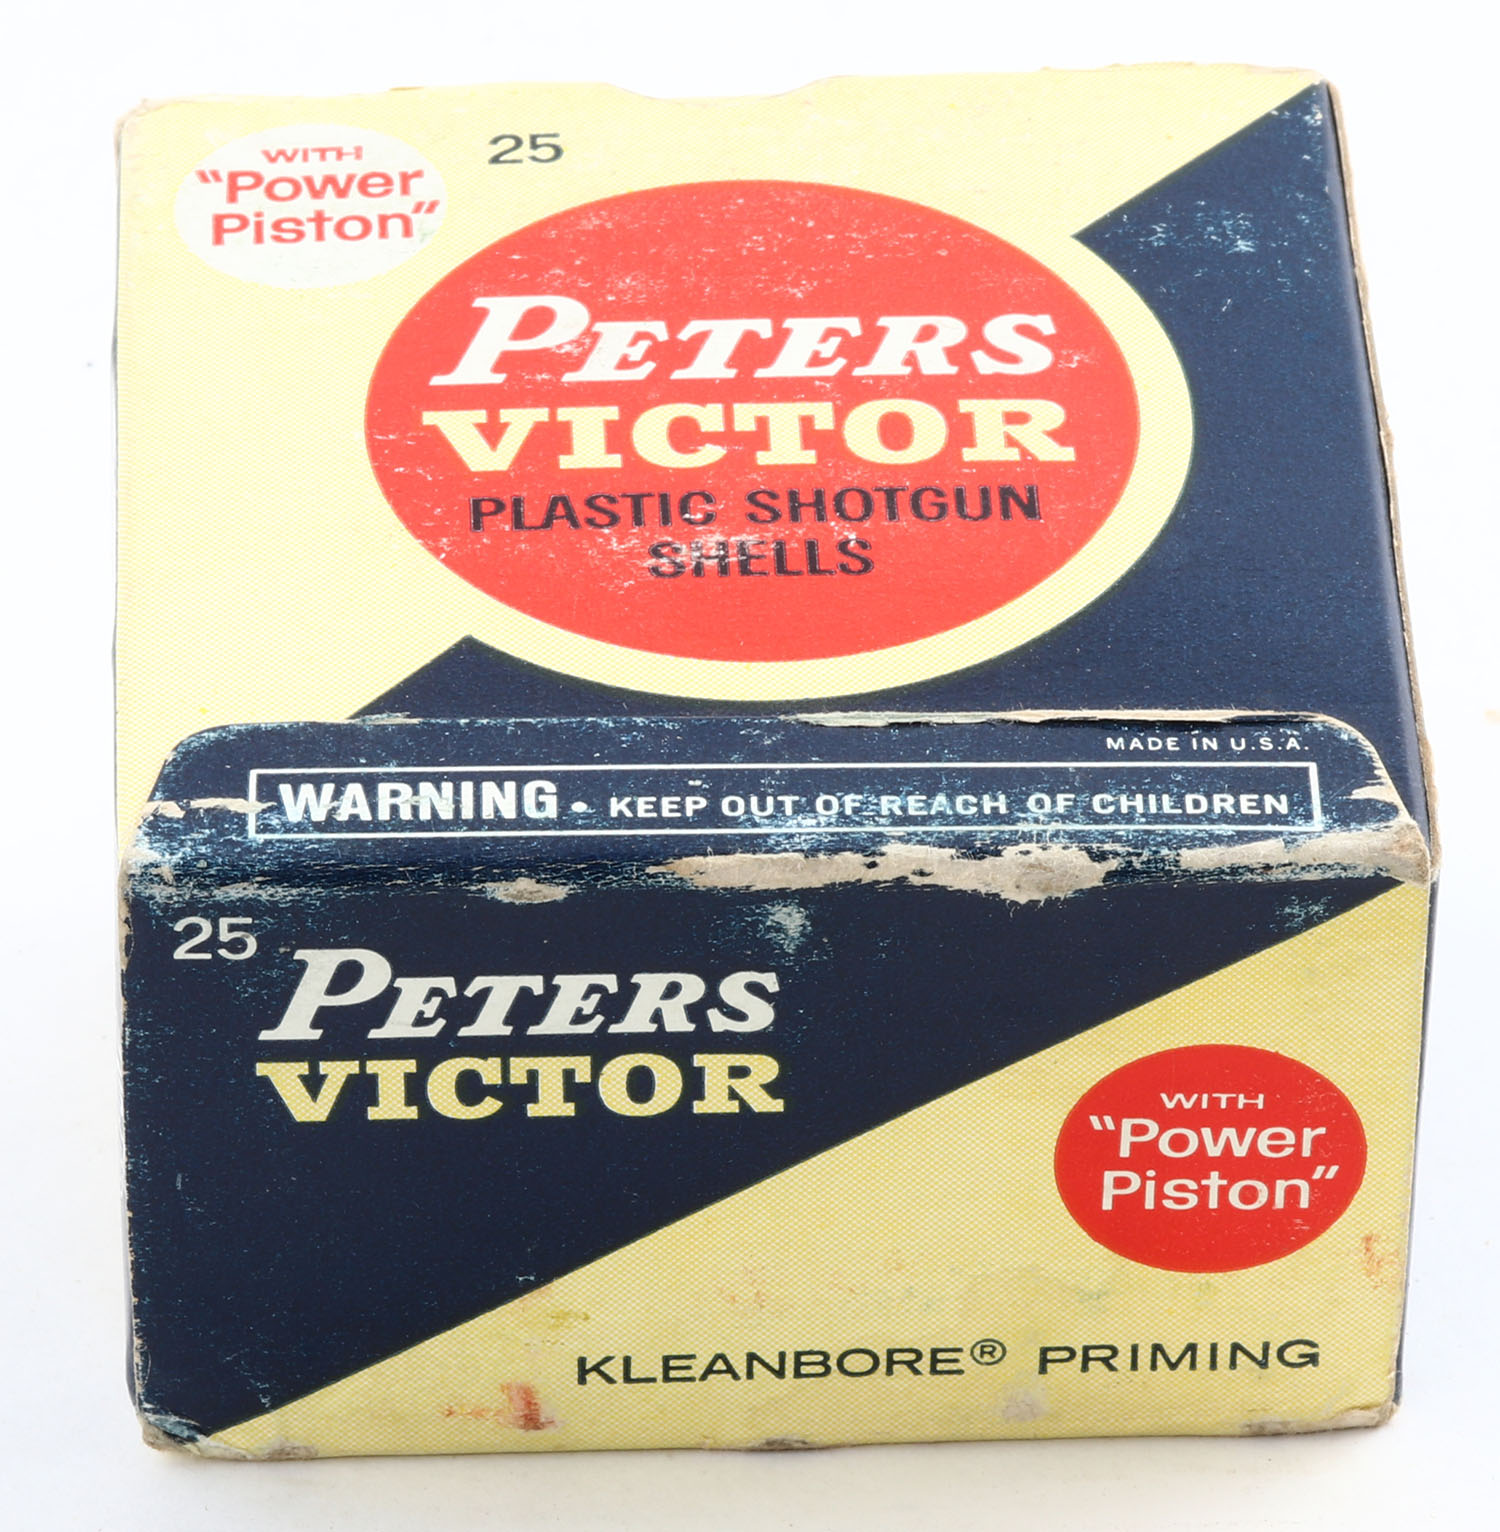 WITH
"Power
Piston"
25
PETERS
VICTOR
PLASTIC SHOTGUN
SHELLS
MADE IN U.S.A.
WARNING • KEEP OUT OF REACH OF CHILDREN
25
PETERS
VICTOR
WITH
"Power
Piston"
KLEANBORE® PRIMING